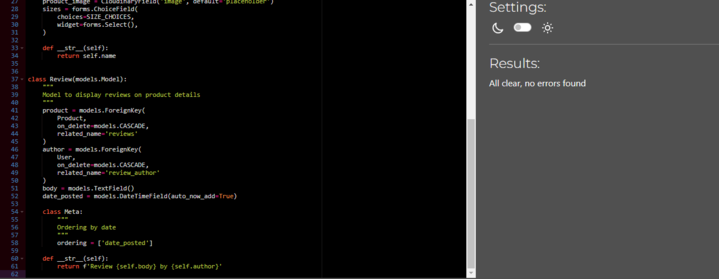 27 product_image = CloudinaryField('image', default='placeholder')
28 sizes = forms.ChoiceField(
29 choices=SIZE_CHOICES,
30 widget=forms.Select(),
31 )
32
33 def __str__(self):
34 return self.name
35
36
37 class Review(models.Model):
38 """
39 Model to display reviews on product details
40 """
41 product = models.ForeignKey(
42 Product,
43 on_delete=models.CASCADE,
44 related_name='reviews'
45 )
46 author = models.ForeignKey(
47 User,
48 on_delete=models.CASCADE,
49 related_name='review_author'
50 )
51 body = models.TextField()
52 date_posted = models.DateTimeField(auto_now_add=True)
53
54 class Meta:
55 """
56 Ordering by date
57 """
58 ordering = ['date_posted']
59
60 def __str__(self):
61 return f'Review {self.body} by {self.author}'
62
Settings:
Results:
All clear, no errors found